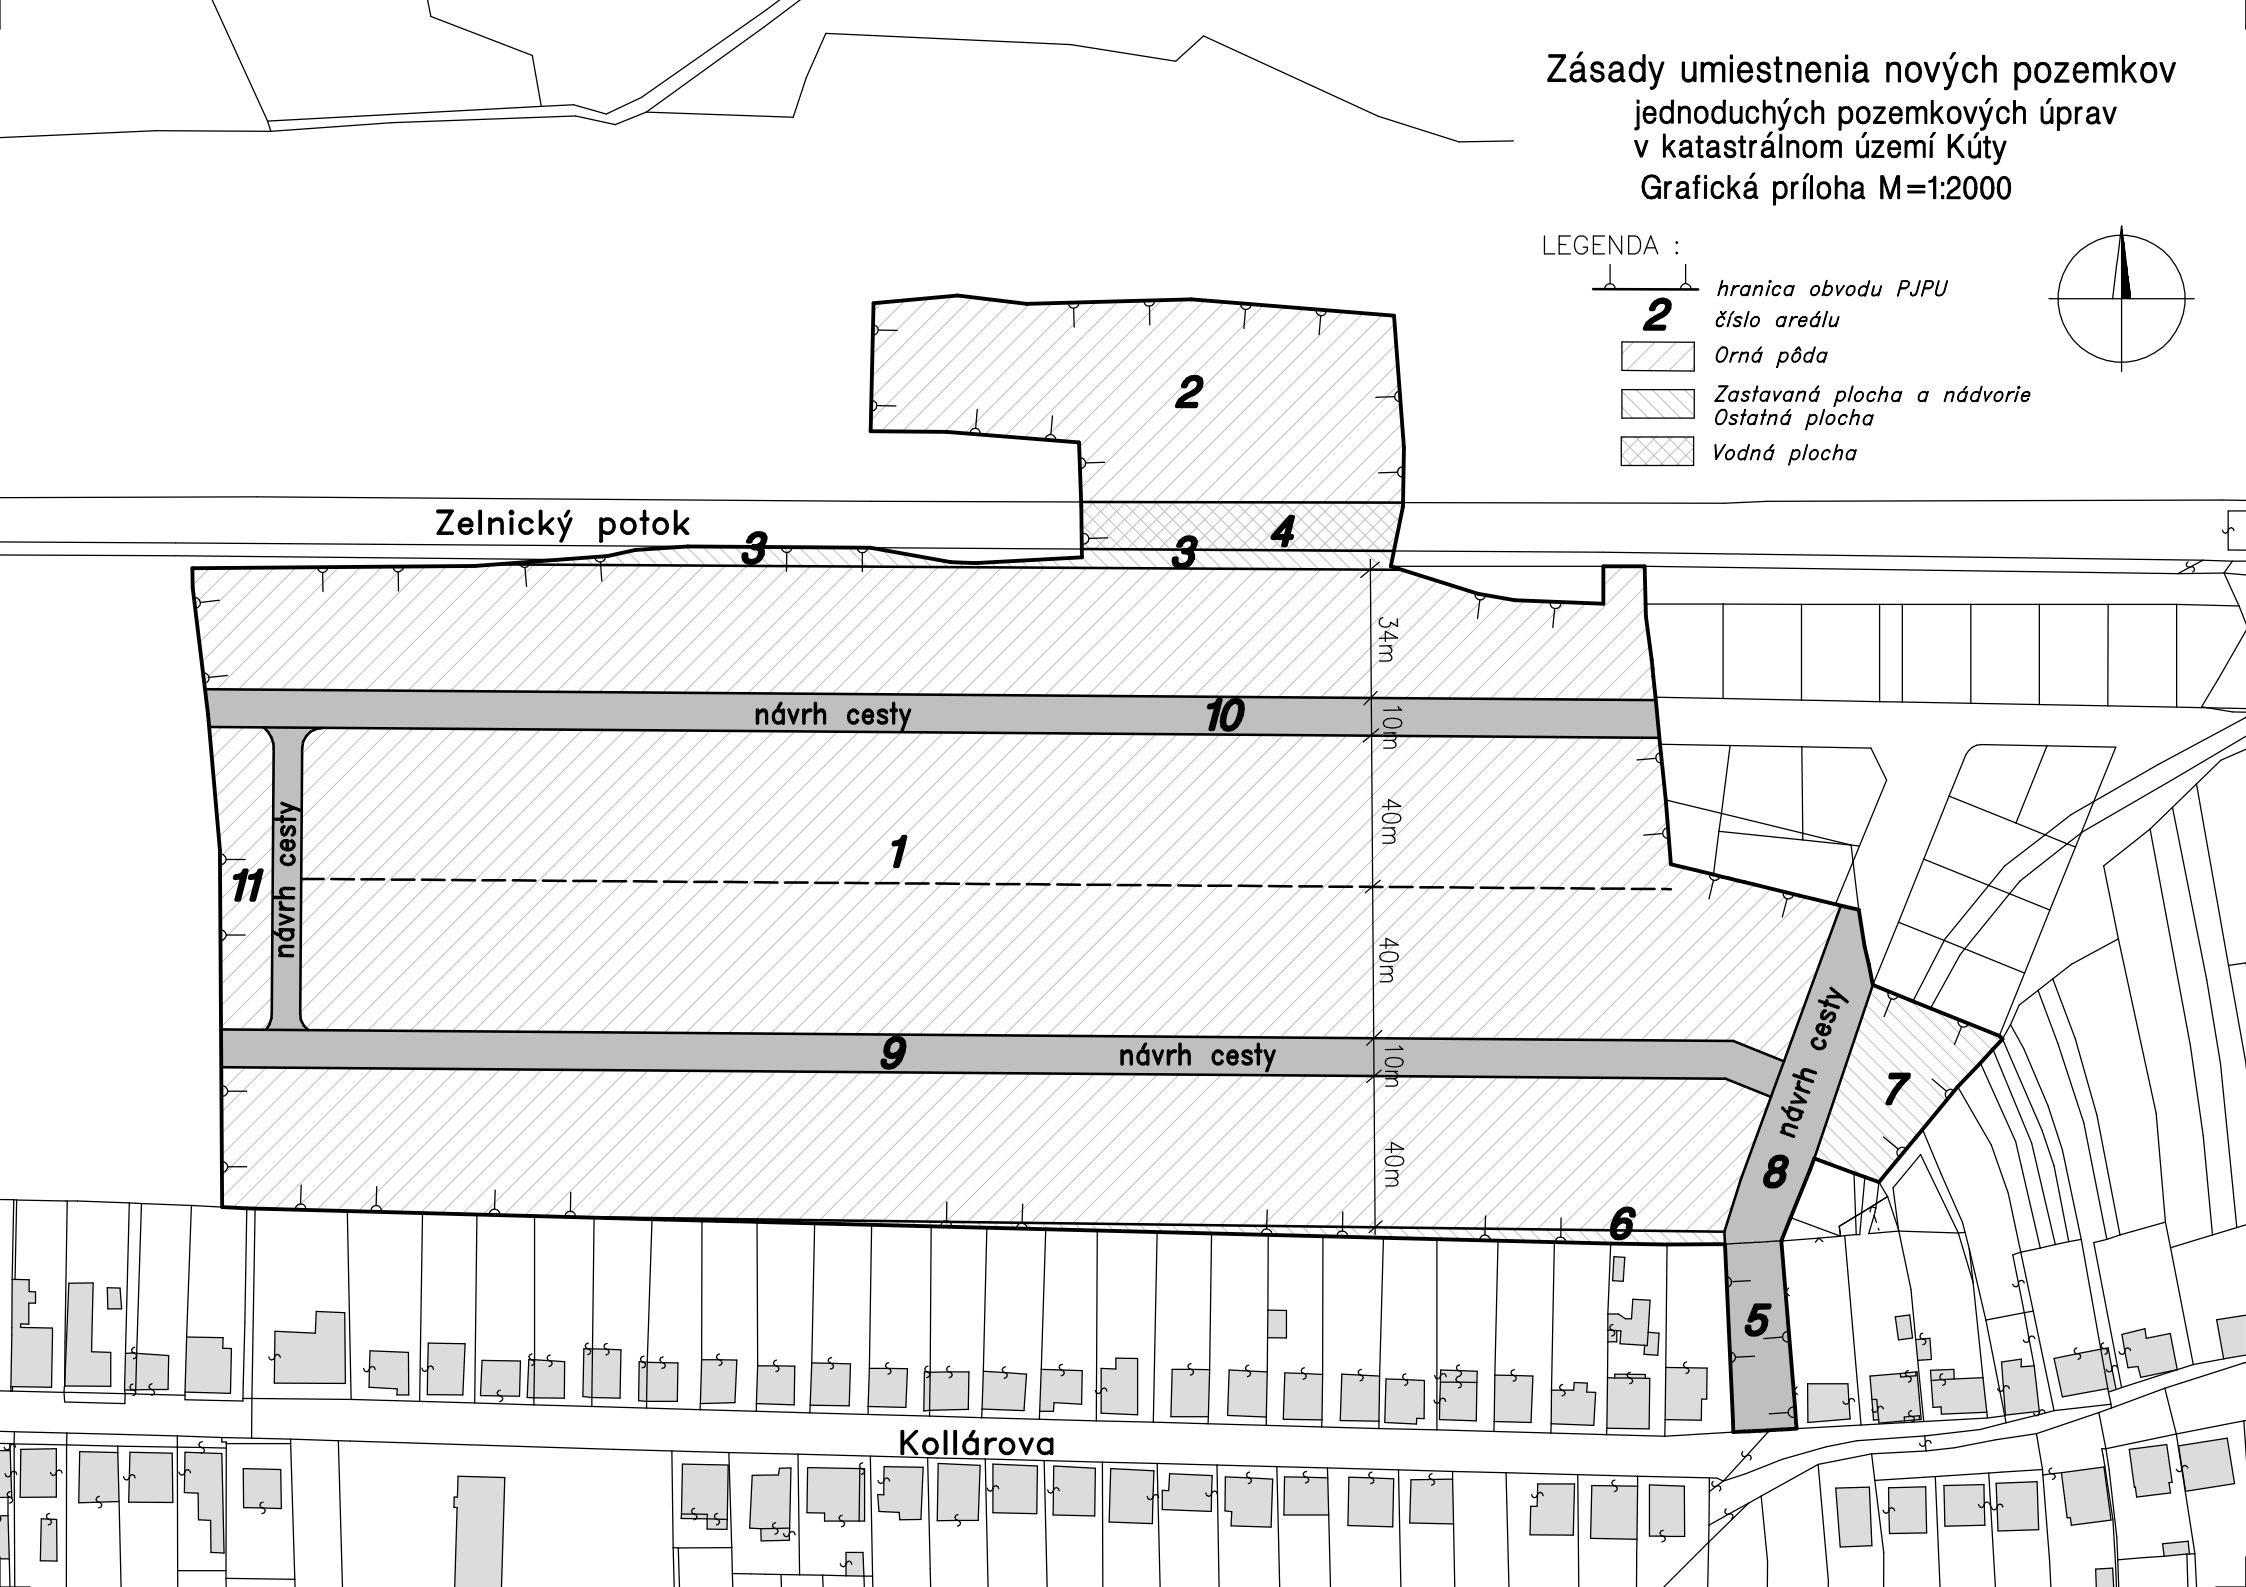 Zásady umiestnenia nových pozemkov
jednoduchých pozemkových úprav
v katastrálnom území Kúty
Grafická príloha M=1:2000
LEGENDA :
hranica obvodu PJPU
2
číslo areálu
Orná pôda
Zastavaná plocha a nádvorie
Ostatná plocha
Vodná plocha
2
Zelnický potok
4
3
3
34m
návrh cesty
10
10m
40m
1
11
návrh cesty
40m
návrh cesty
9
návrh cesty
10m
7
40m
8
6
5
Kollárova